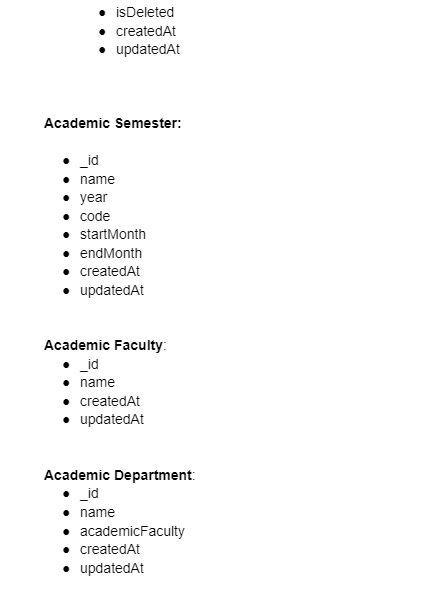 ● isDeleted
● createdAt
● updatedAt
Academic Semester:
● _id
● name
● year
● code
● startMonth
● endMonth
● createdAt
● updatedAt
Academic Faculty:
● _id
● name
● createdAt
● updatedAt
Academic Department:
● _id
● name
● academicFaculty
● createdAt
● updatedAt